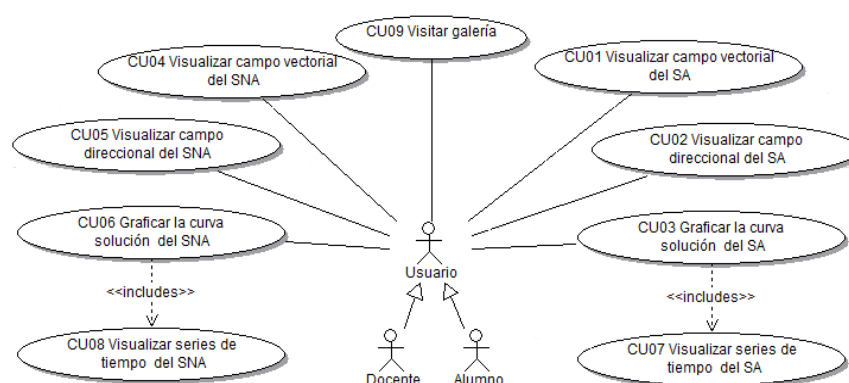 CU09 Visitar galería
CU04 Visualizar campo vectorial
del SNA
CU01 Visualizar campo vectorial
del SA
CU05 Visualizar campo
direccional del SNA
CU02 Visualizar campo
direccional del SA
CU06 Graficar la curva
solución del SNA
CU03 Graficar la curva
solución del SA
Usuario
<<includes>>
<<includes>>
CU08 Visualizar series de
tiempo del SNA
CU07 Visualizar series de
tiempo del SA
Docente
Alumno